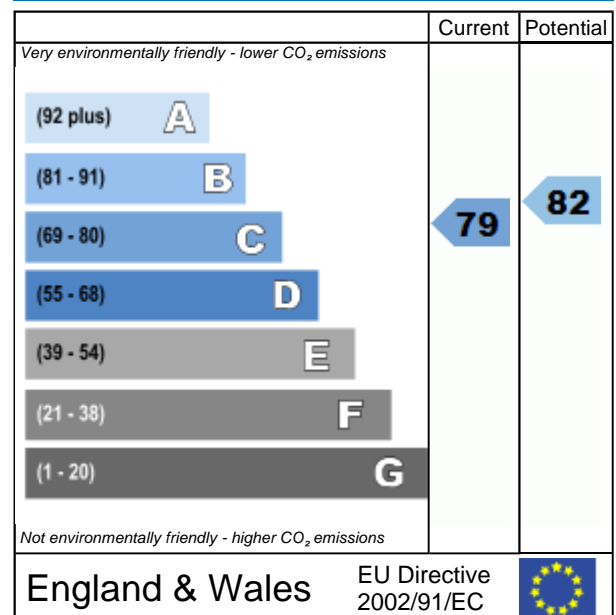 Current Potential
Very environmentally friendly - lower CO₂ emissions
(92 plus) A
(81 - 91) B
(69 - 80) C
(55 - 68) D
(39 - 54) E
(21 - 38) F
(1 - 20) G
79
82
Not environmentally friendly - higher CO₂ emissions
England & Wales
EU Directive
2002/91/EC